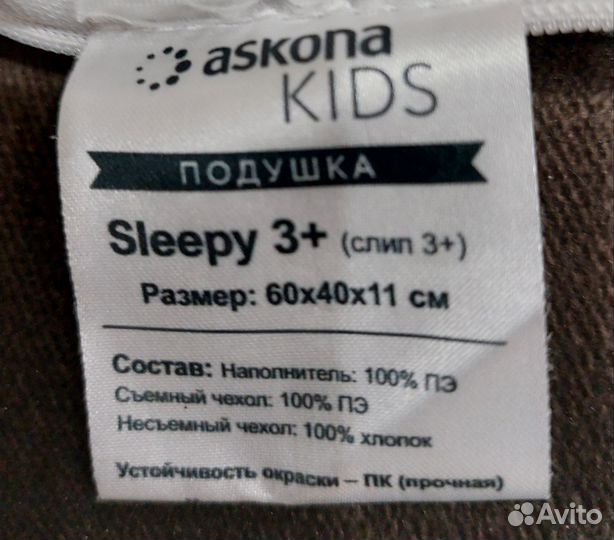 askona
KIDS
ПОДУШКА
Sleepy 3+ (слип 3+)
Размер: 60х40х11 см
Состав: Наполнитель: 100% ПЭ
Съемный чехол: 100% ПЭ
Несъемный чехол: 100% хлопок
Устойчивость окраски – ПК (прочная)
Avito